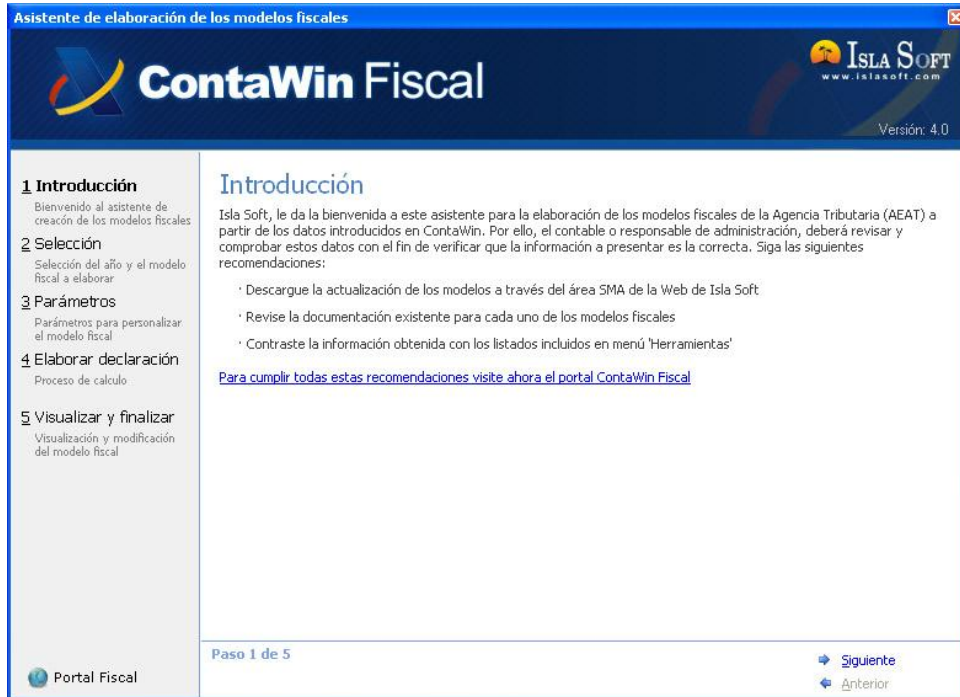 Asistente de elaboración de los modelos fiscales
ContaWin Fiscal
ISLA SOFT
www.islasoft.com
Versión: 4.0
1 Introducción
Bienvenido al asistente de
creacón de los modelos fiscales
2 Selección
Selección del año y el modelo
fiscal a elaborar
3 Parámetros
Parámetros para personalizar
el modelo fiscal
4 Elaborar declaración
Proceso de calculo
5 Visualizar y finalizar
Visualización y modificación
del modelo fiscal
Portal Fiscal
Introducción
Isla Soft, le da la bienvenida a este asistente para la elaboración de los modelos fiscales de la Agencia Tributaria (AEAT) a
partir de los datos introducidos en ContaWin. Por ello, el contable o responsable de administración, deberá revisar y
comprobar estos datos con el fin de verificar que la información a presentar es la correcta. Siga las siguientes
recomendaciones:
· Descargue la actualización de los modelos a través del área SMA de la Web de Isla Soft
· Revise la documentación existente para cada uno de los modelos fiscales
· Contraste la información obtenida con los listados incluidos en menú 'Herramientas'
Para cumplir todas estas recomendaciones visite ahora el portal ContaWin Fiscal
Paso 1 de 5
Siguiente
Anterior